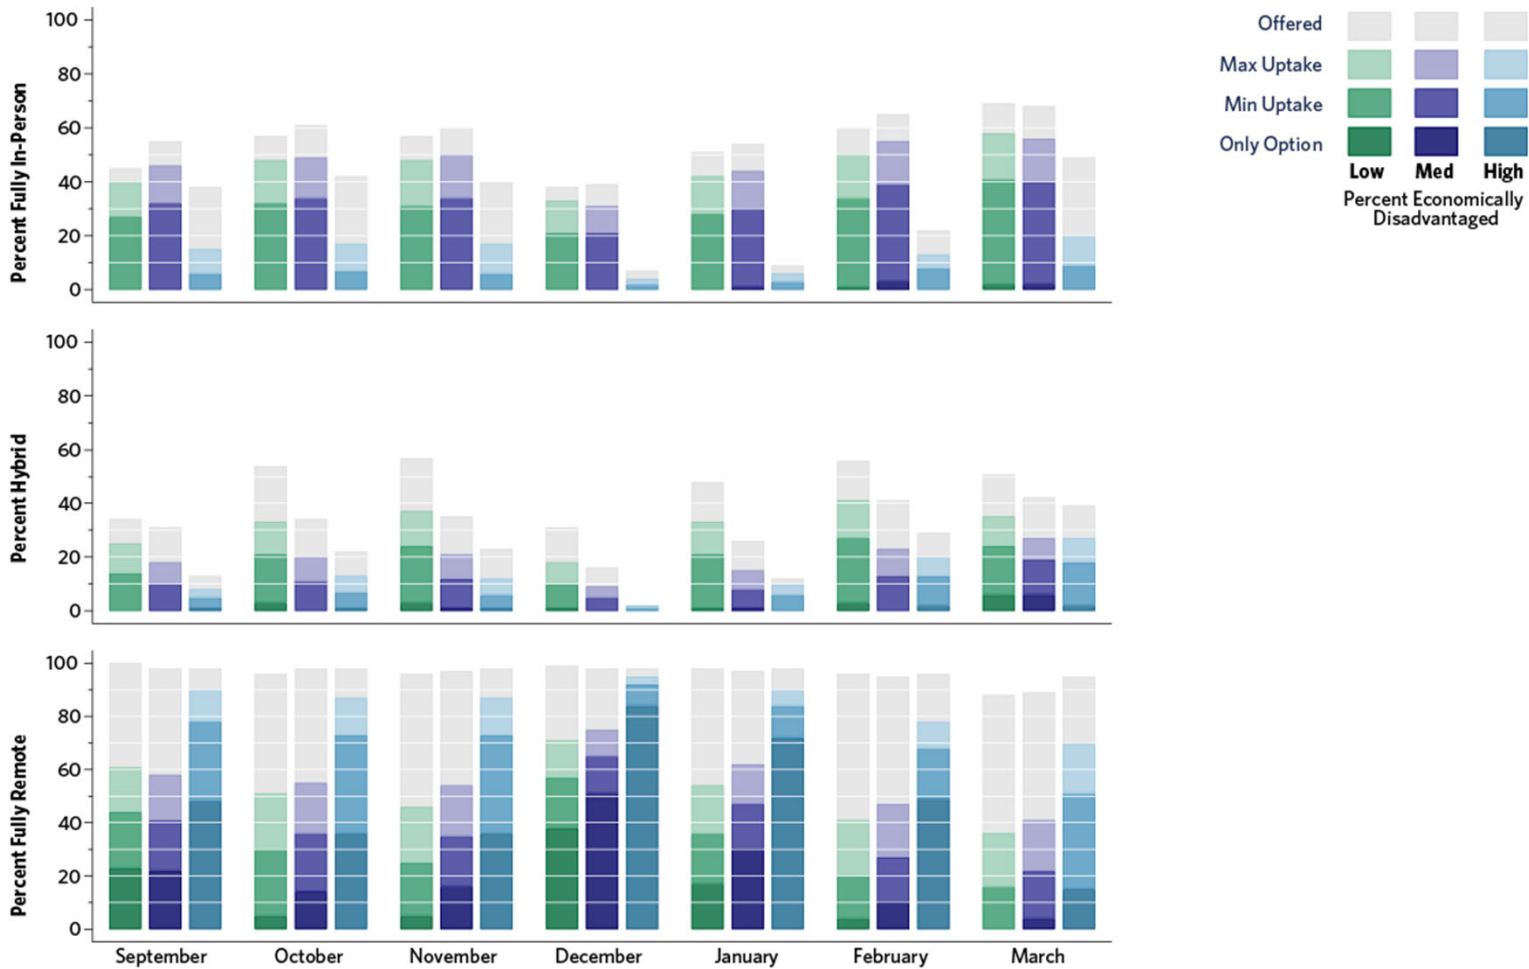 Percent Fully In-Person
100
80
60
40
20
0
Offered
Max Uptake
Min Uptake
Only Option
Low Med High
Percent Economically
Disadvantaged
Percent Hybrid
100
80
60
40
20
0
Percent Fully Remote
100
80
60
40
20
0
September October November December January February March